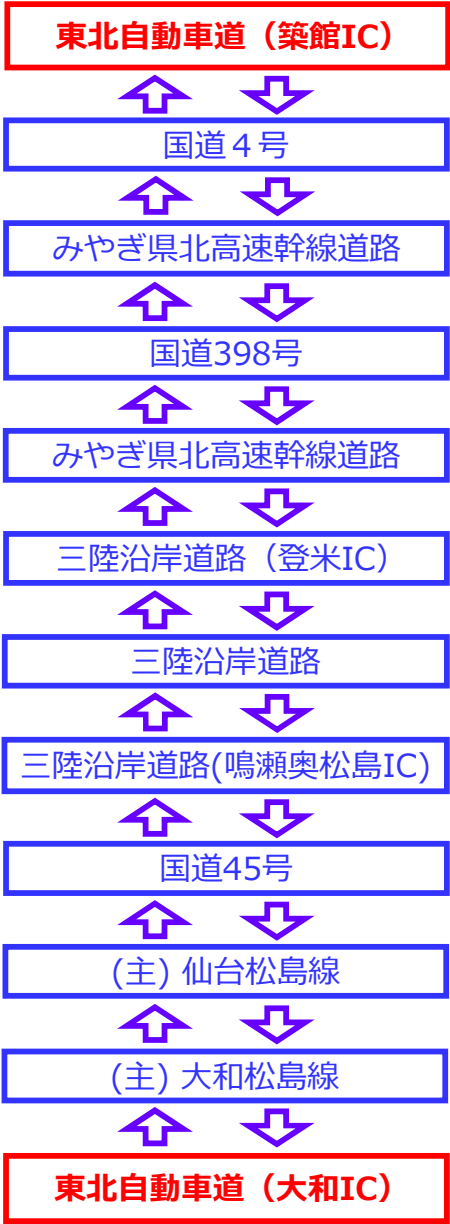 東北自動車道（築館IC）
国道４号
みやぎ県北高速幹線道路
国道398号
みやぎ県北高速幹線道路
三陸沿岸道路（登米IC）
三陸沿岸道路
三陸沿岸道路(鳴瀬奥松島IC)
国道45号
(主) 仙台松島線
(主) 大和松島線
東北自動車道（大和IC）